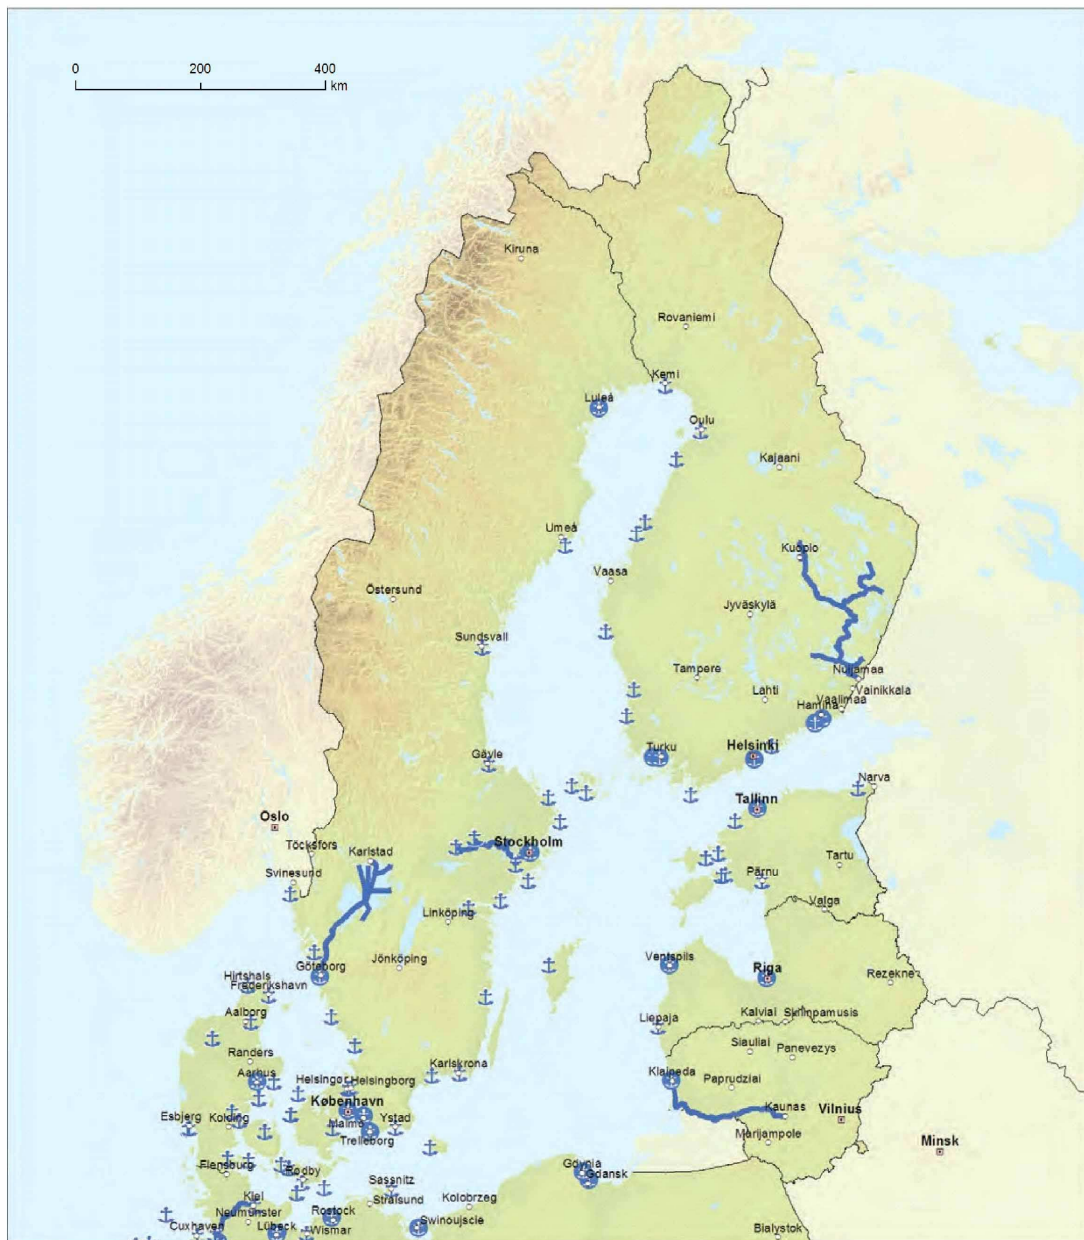 0 200 400
km
Kiruna
Rovaniemi
Kemi
Luleå
Oulu
Kajaani
Umeå
Kuopio
Vaasa
Östersund
Jyväskylä
Sundsvall
Tampere
Nuijamaa
Lahti
Vainikkala
Vaalimaa
Hamina
Turku
Helsinki
Gävle
Narva
Tallinn
Oslo
Stockholm
Töcksfors
Karlstad
Tartu
Svinesund
Pärnu
Valga
Linköping
Ventspils
Jönköping
Göteborg
Riga
Rezekne
Hirtshals
Frederikshavn
Aalborg
Liepaja
Kalviai
Skilinpamusis
Siauliai
Panevezys
Randers
Karlskrona
Aarhus
Klaipeda
Helsingør
Helsingborg
Paprudziai
København
Kaunas
Vilnius
Esbjerg
Kolding
Malmö
Ystad
Trelleborg
Marijampole
Minsk
Flensburg
Rødby
Gdynia
Gdansk
Sassnitz
Kiel
Stralsund
Kolobrzeg
Neumünster
Rostock
Cuxhaven
Lübeck
Wismar
Swinoujscie
Bialystok